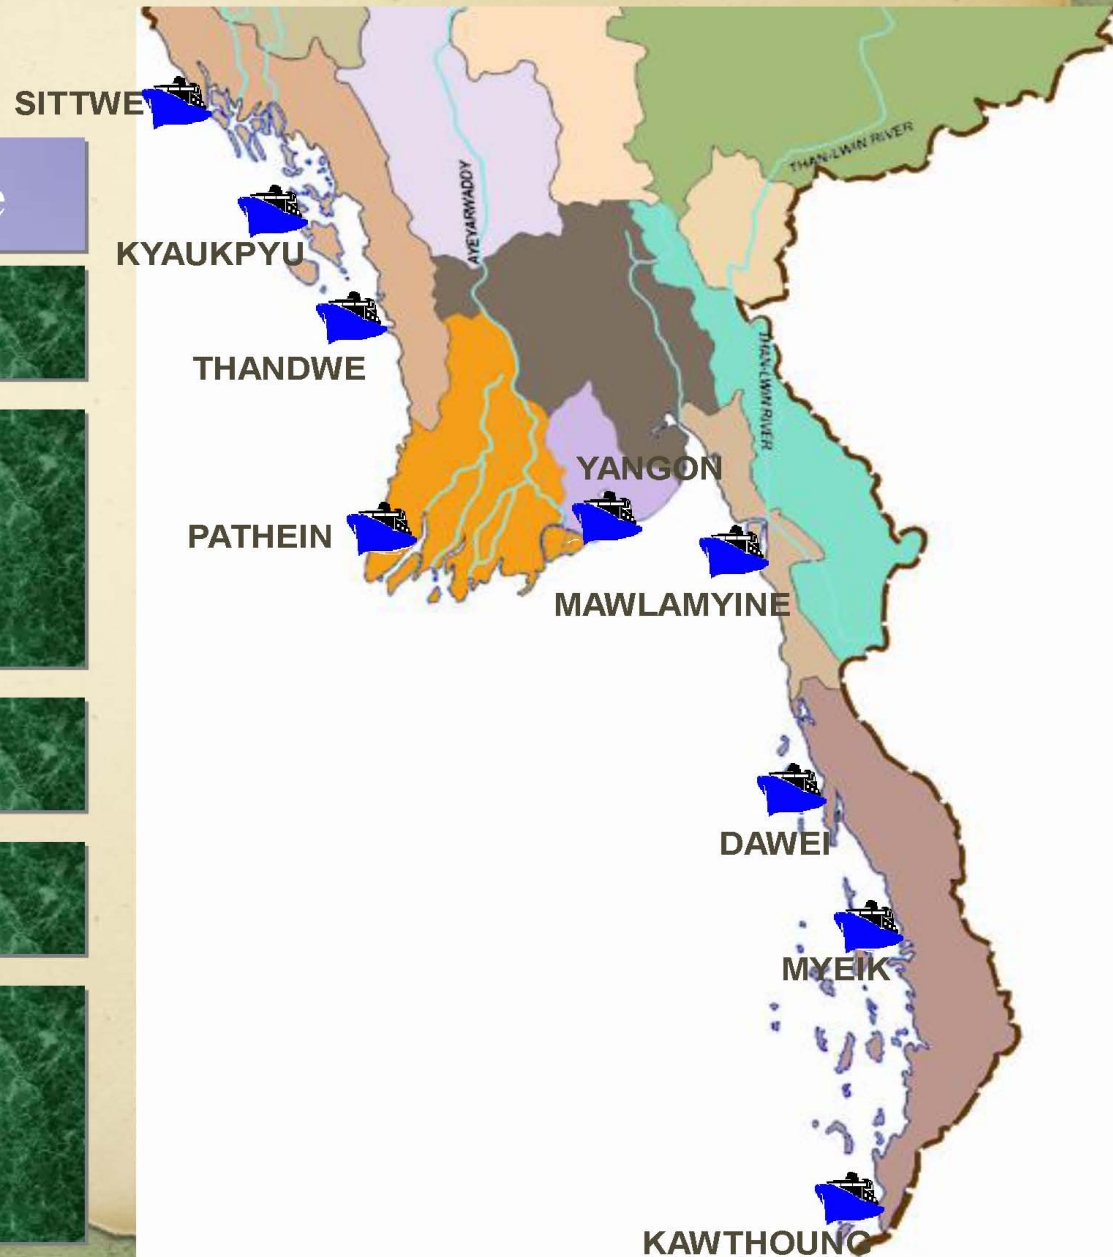 SITTWE
e
KYAUKPYU
THANDWE
AYEYARWADDY
THAN-LWIN RIVER
THAN-LWIN RIVER
YANGON
PATHEIN
MAWLAMYINE
DAWEI
MYEIK
KAWTHOUNG